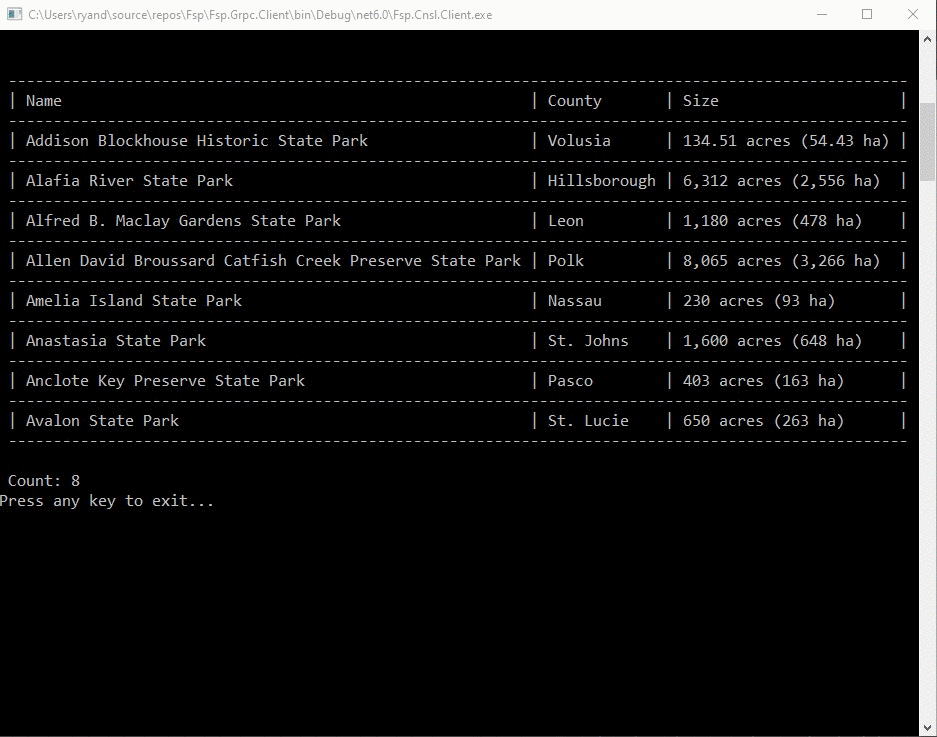 C:\Users\ryand\source\repos\Fsp\Fsp.Grpc.Client\bin\Debug\net6.0\Fsp.Cnsl.Client.exe
----------------------------------------------------------------------------------------------------
| Name | County | Size |
----------------------------------------------------------------------------------------------------
| Addison Blockhouse Historic State Park | Volusia | 134.51 acres (54.43 ha) |
----------------------------------------------------------------------------------------------------
| Alafia River State Park | Hillsborough | 6,312 acres (2,556 ha) |
----------------------------------------------------------------------------------------------------
| Alfred B. Maclay Gardens State Park | Leon | 1,180 acres (478 ha) |
----------------------------------------------------------------------------------------------------
| Allen David Broussard Catfish Creek Preserve State Park | Polk | 8,065 acres (3,266 ha) |
----------------------------------------------------------------------------------------------------
| Amelia Island State Park | Nassau | 230 acres (93 ha) |
----------------------------------------------------------------------------------------------------
| Anastasia State Park | St. Johns | 1,600 acres (648 ha) |
----------------------------------------------------------------------------------------------------
| Anclote Key Preserve State Park | Pasco | 403 acres (163 ha) |
----------------------------------------------------------------------------------------------------
| Avalon State Park | St. Lucie | 650 acres (263 ha) |
----------------------------------------------------------------------------------------------------
Count: 8
Press any key to exit...